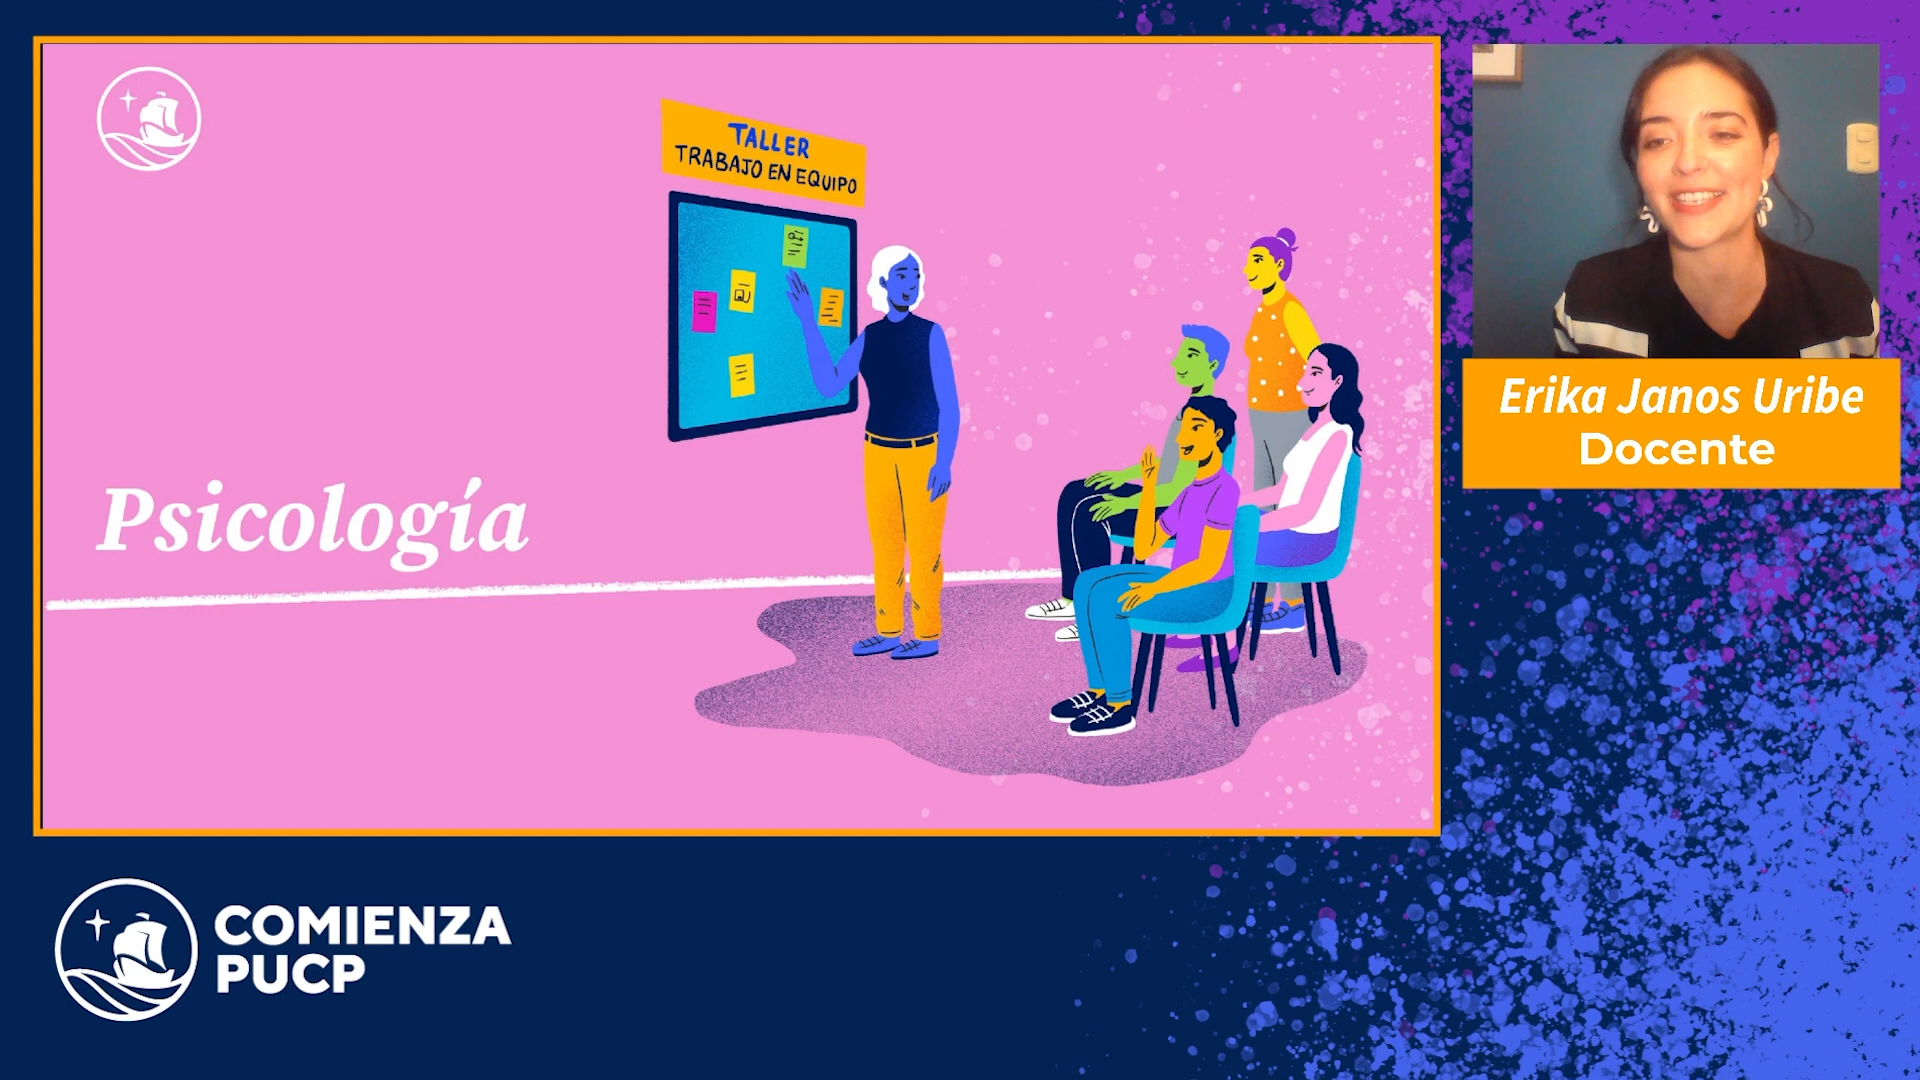 TALLER
TRABAJO EN EQUIPO
Psicología
Erika Janos Uribe
Docente
COMIENZA
PUCP